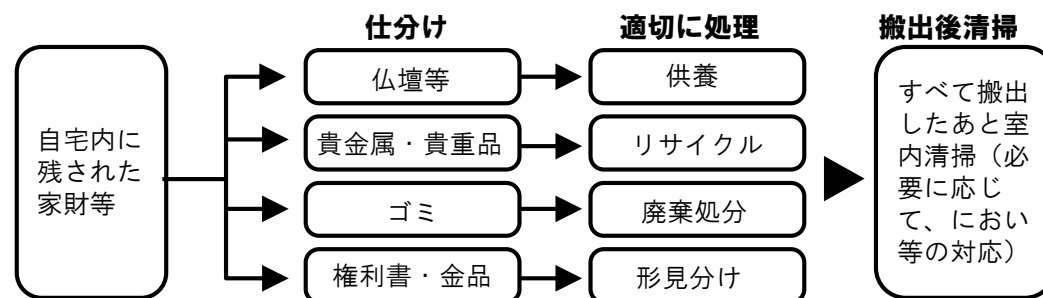 仕分け
適切に処理
搬出後清掃
自宅内に
残された
家財等
仏壇等
供養
貴金属・貴重品
リサイクル
ゴミ
廃棄処分
権利書・金品
形見分け
すべて搬出
したあと室
内清掃（必
要に応じ
て、におい
等の対応）